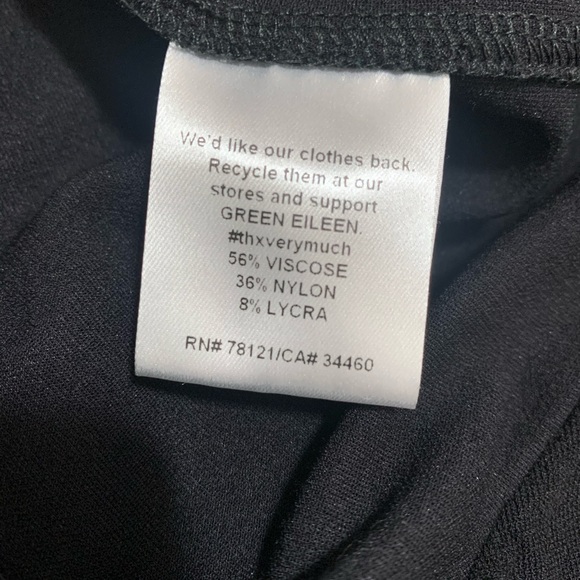 We'd like our clothes back.
Recycle them at our
stores and support
GREEN EILEEN.
#thxverymuch
56% VISCOSE
36% NYLON
8% LYCRA
RN# 78121/CA# 34460